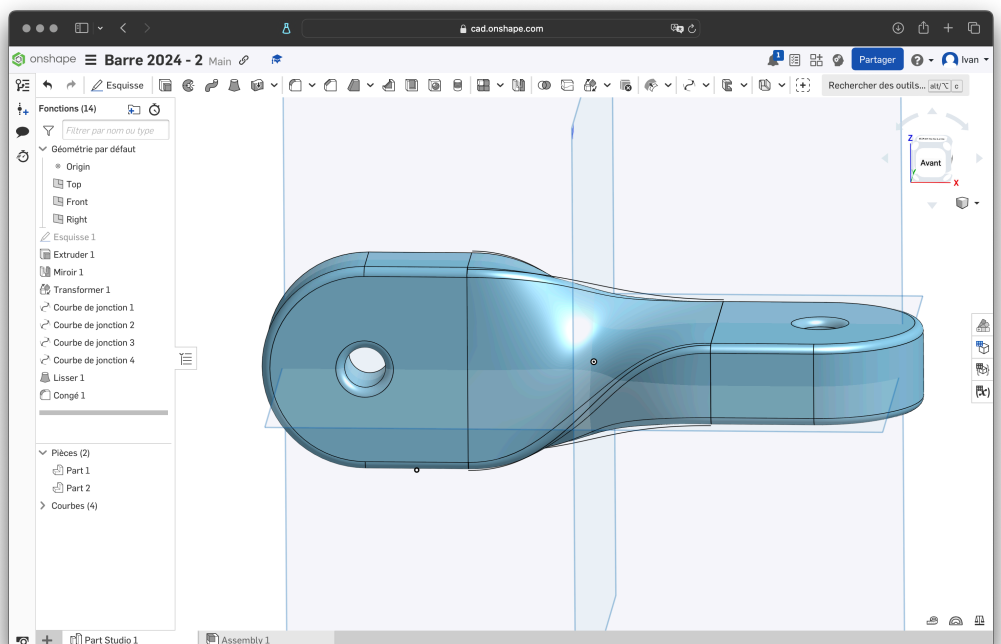 cad.onshape.com
onshape Barre 2024 - 2 Main
1
Partager
Ivan
Esquisse
Rechercher des outils... alt/⌥ c
Fonctions (14)
Filtrer par nom ou type
Géométrie par défaut
Origin
Top
Front
Right
Esquisse 1
Extruder 1
Miroir 1
Transformer 1
Courbe de jonction 1
Courbe de jonction 2
Courbe de jonction 3
Courbe de jonction 4
Lisser 1
Congé 1
Pièces (2)
Part 1
Part 2
Courbes (4)
Z
Avant
X
Part Studio 1
Assembly 1